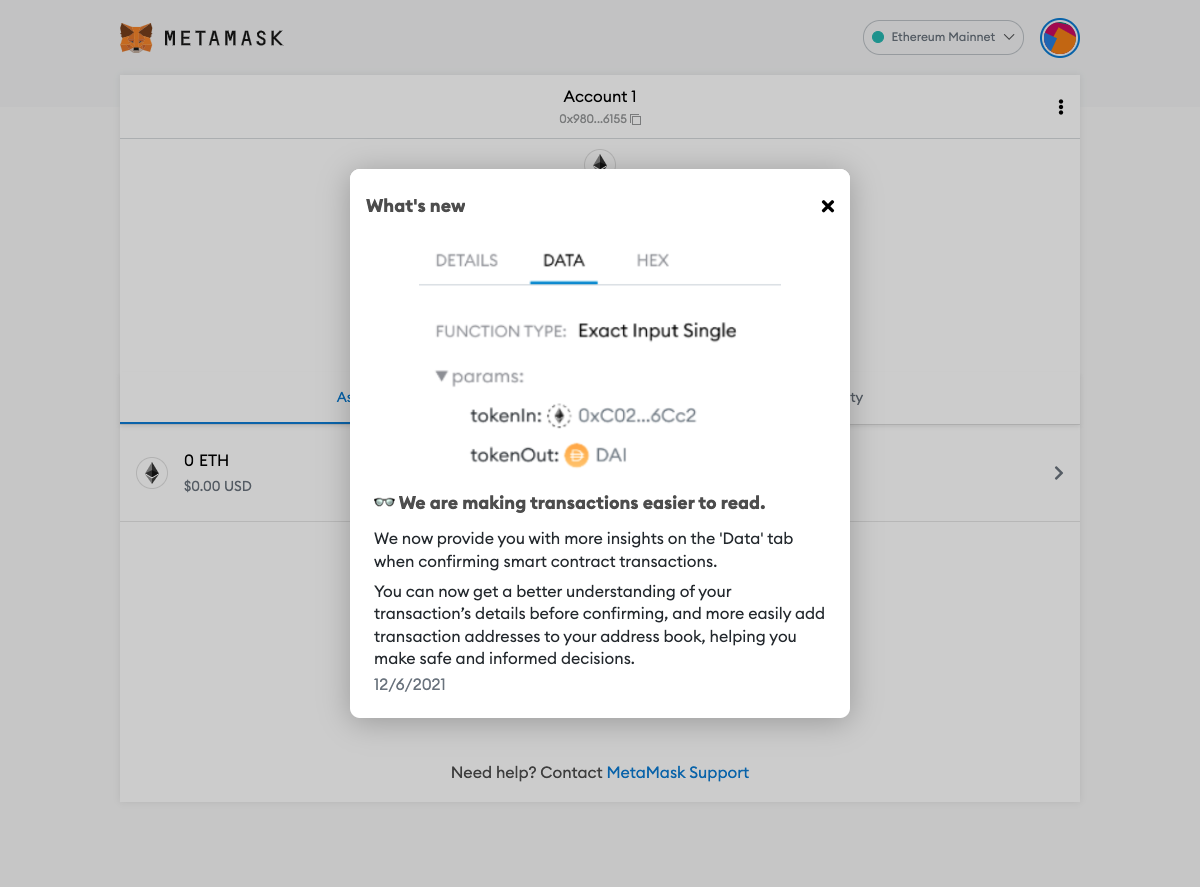 METAMASK
Ethereum Mainnet
Account 1
0x980...6155
What's new
DETAILS DATA HEX
FUNCTION TYPE: Exact Input Single
params:
tokenIn: 0xC02...6Cc2
tokenOut: DAI
As
ty
0 ETH
$0.00 USD
👓 We are making transactions easier to read.
We now provide you with more insights on the 'Data' tab
when confirming smart contract transactions.
You can now get a better understanding of your
transaction’s details before confirming, and more easily add
transaction addresses to your address book, helping you
make safe and informed decisions.
12/6/2021
Need help? Contact MetaMask Support